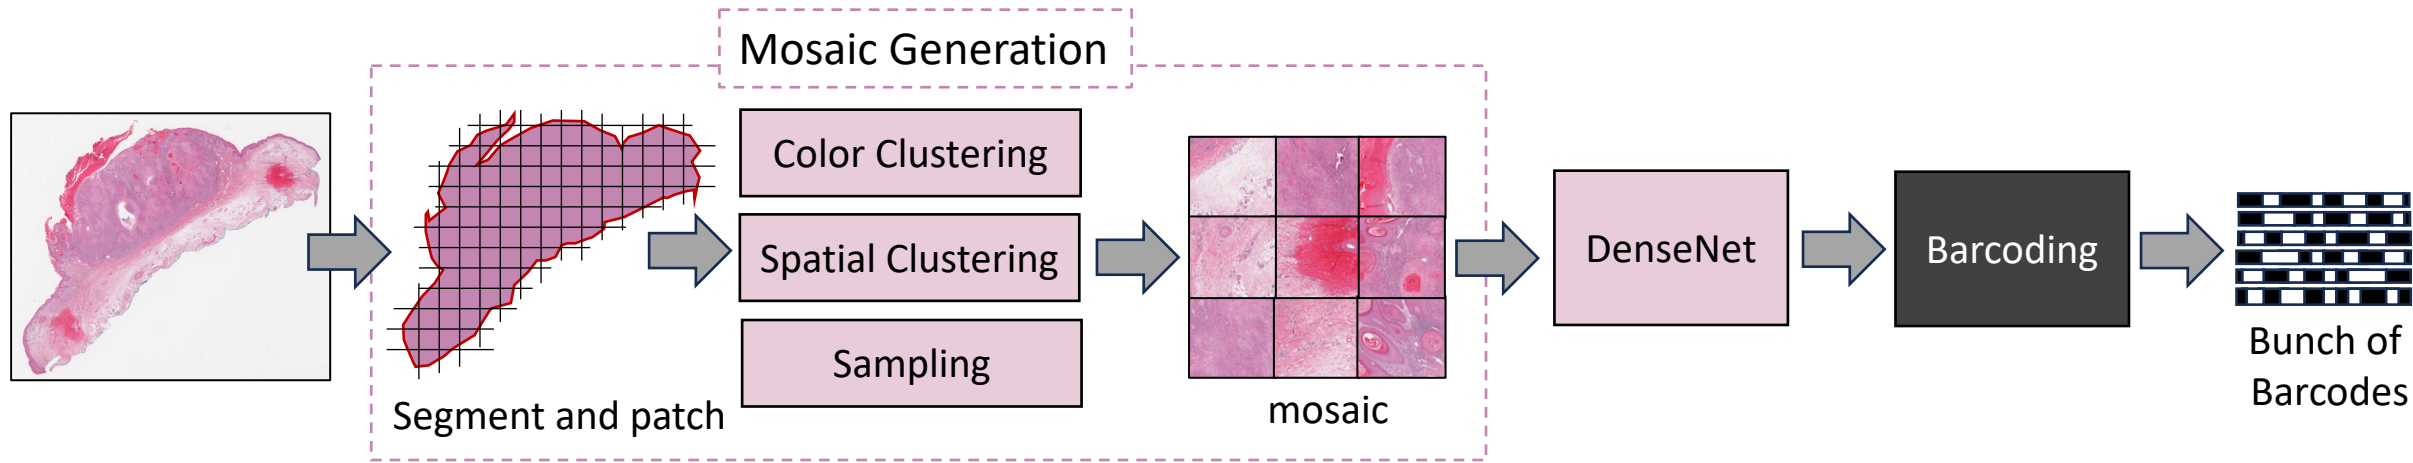 Mosaic Generation
Segment and patch
Color Clustering
Spatial Clustering
Sampling
mosaic
DenseNet
Barcoding
Bunch of
Barcodes